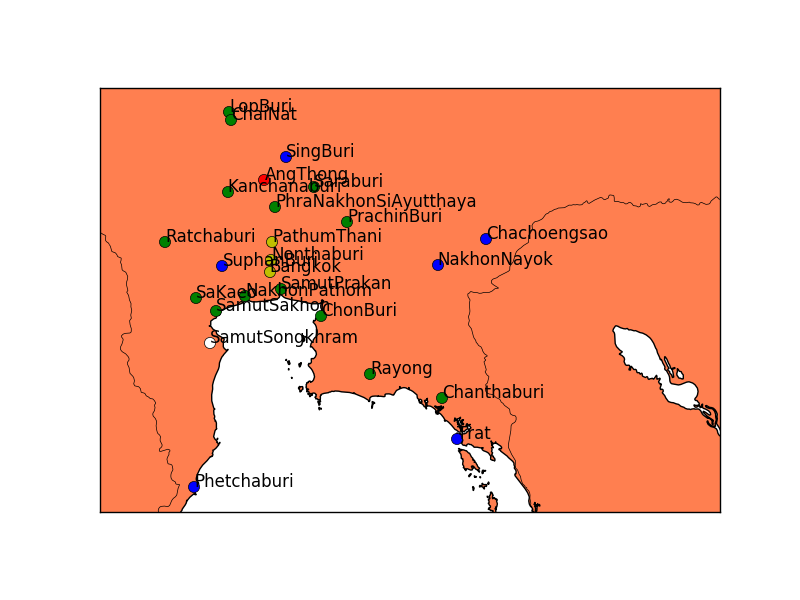 LopBuri
ChaiNat
SingBuri
AngThong
Saraburi
Kanchanaburi
PhraNakhonSiAyutthaya
PrachinBuri
Ratchaburi
PathumThani
Chachoengsao
Nonthaburi
SuphanBuri
Bangkok
NakhonNayok
SamutPrakan
SaKaeo
NakhonPathom
SamutSakhon
ChonBuri
SamutSongkhram
Rayong
Chanthaburi
Trat
Phetchaburi